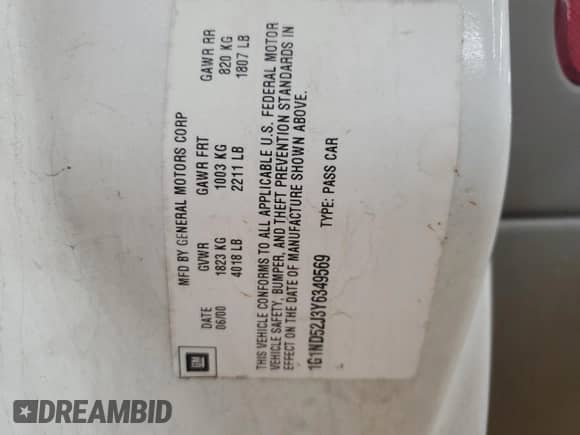 MFD BY GENERAL MOTORS CORP
DATE GVWR GAWR FRT GAWR RR
06/00 1823 KG 1003 KG 820 KG
4018 LB 2211 LB 1807 LB
THIS VEHICLE CONFORMS TO ALL APPLICABLE U.S. FEDERAL MOTOR
VEHICLE SAFETY, BUMPER, AND THEFT PREVENTION STANDARDS IN
EFFECT ON THE DATE OF MANUFACTURE SHOWN ABOVE.
1G1ND52J3Y6349569 TYPE: PASS CAR
GM
DREAMBID